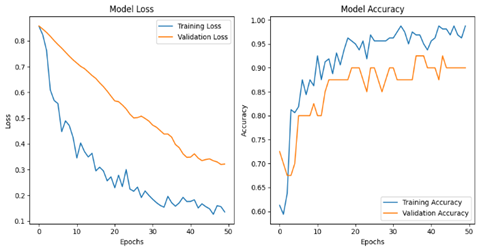 Model Loss
Training Loss
Validation Loss
Loss
0.9
0.8
0.7
0.6
0.5
0.4
0.3
0.2
0.1
0 10 20 30 40 50
Epochs
Model Accuracy
Accuracy
1.00
0.95
0.90
0.85
0.80
0.75
0.70
0.65
0.60
Training Accuracy
Validation Accuracy
0 10 20 30 40 50
Epochs